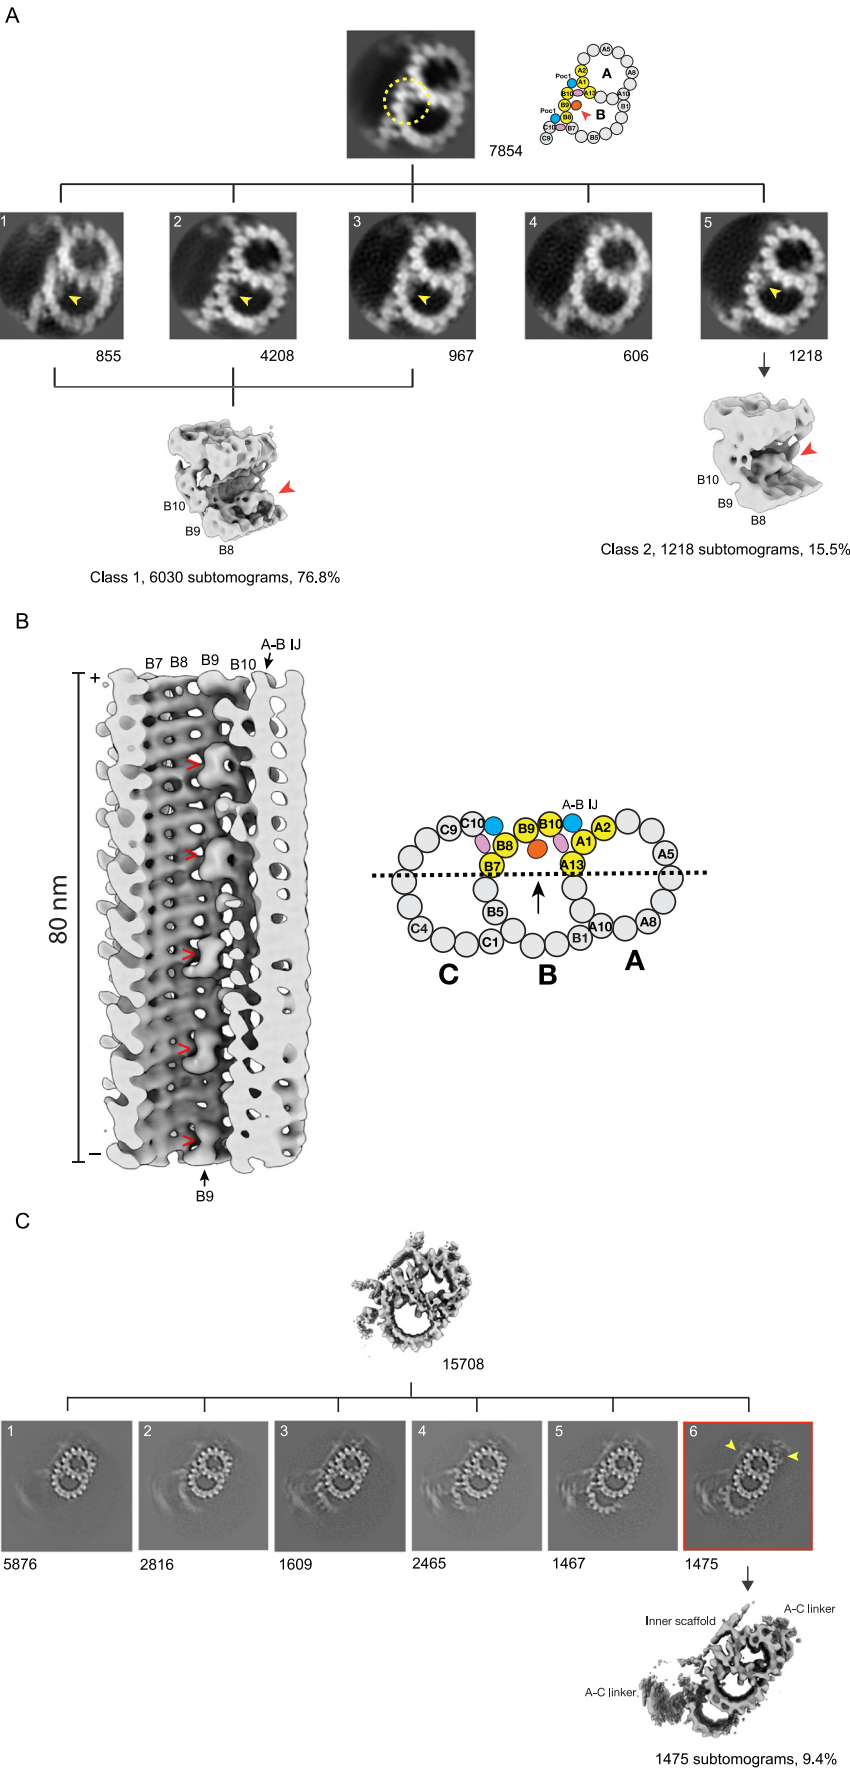 A
A5
A2
A8
Poc1
A1
A
B10
A13
A10
B9
B1
Poc1
B8
B
C10
B7
B5
C9
7854
1
2
3
4
5
855
4208
967
606
1218
B10
B9
B8
B10
B9
B8
Class 1, 6030 subtomograms, 76.8%
Class 2, 1218 subtomograms, 15.5%
B
A-B IJ
B7 B8 B9 B10
+
80 nm
−
B9
A-B IJ
C9 C10 B9 B10 A2
B8 A1
B7 A13 A5
B5
C4 C1 B1 A10 A8
C B A
C
15708
1
2
3
4
5
6
5876
2816
1609
2465
1467
1475
Inner scaffold
A-C linker
A-C linker
1475 subtomograms, 9.4%